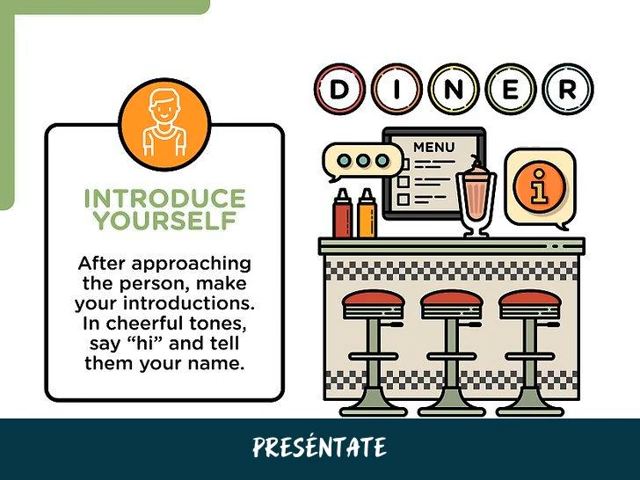 DINER
MENU
i
INTRODUCE
YOURSELF
After approaching
the person, make
your introductions.
In cheerful tones,
say “hi” and tell
them your name.
PRESÉNTATE